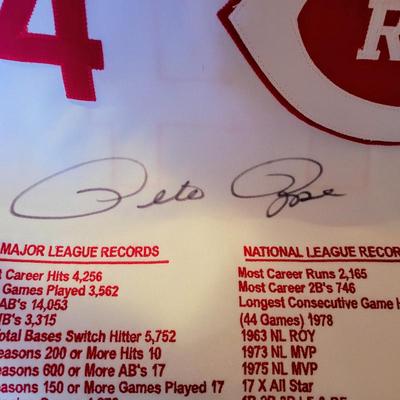 4 R
Pete Rose
MAJOR LEAGUE RECORDS
Career Hits 4,256
Games Played 3,562
AB's 14,053
B's 3,315
otal Bases Switch Hitter 5,752
easons 200 or More Hits 10
easons 600 or More AB's 17
easons 150 or More Games Played 17
NATIONAL LEAGUE RECOR
Most Career Runs 2,165
Most Career 2B's 746
Longest Consecutive Game H
(44 Games) 1978
1963 NL ROY
1973 NL MVP
1975 NL MVP
17 X All Star